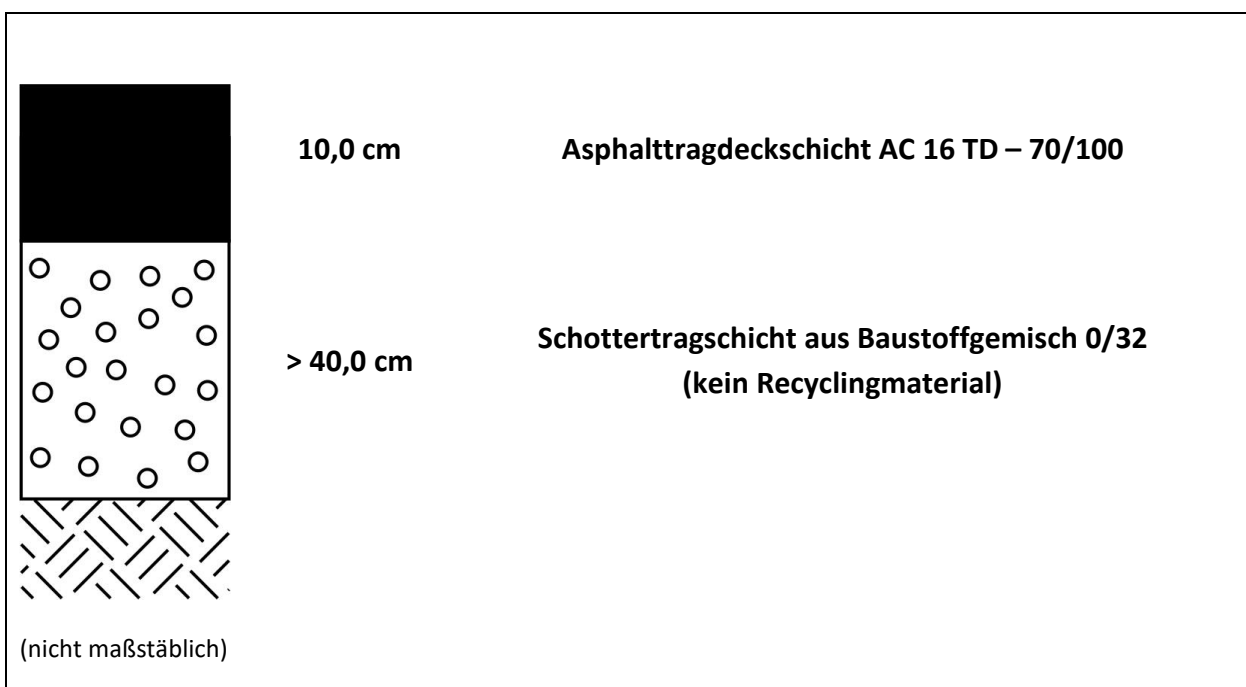 10,0 cm
Asphalttragdeckschicht AC 16 TD – 70/100
> 40,0 cm
Schottertragschicht aus Baustoffgemisch 0/32
(kein Recyclingmaterial)
(nicht maßstäblich)